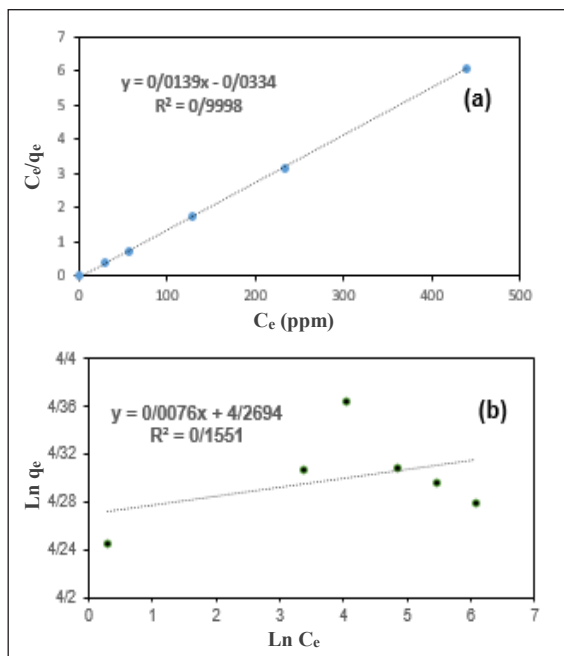 6
5
4
3
2
1
0
Ce/qe
y = 0/0139x - 0/0334
R² = 0/9998
(a)
0 100 200 300 400 500
Ce (ppm)
4/4
4/36
4/32
4/28
4/24
4/2
Ln qe
y = 0/0076x + 4/2694
R² = 0/1551
(b)
0 1 2 3 4 5 6 7
Ln Ce